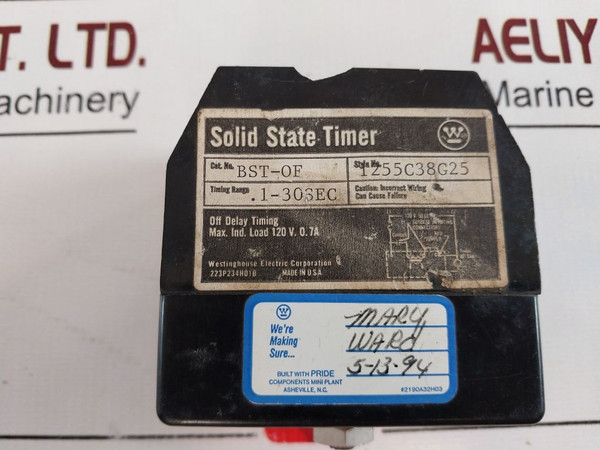 T. LTD.
achinery
AELIY
Marine
Solid State Timer
W
Cat. No. BST-OF
Style No. 1255C38G25
Timing Range .1-30SEC
Caution: Incorrect Wiring
Can Cause Failure
Off Delay Timing
Max. Ind. Load 120 V. 0.7A
Westinghouse Electric Corporation
223P234H01B MADE IN U.S.A
W
We're
Making
Sure...
MARY
WARD
5-13-94
BUILT WITH PRIDE
COMPONENTS MINI PLANT
ASHEVILLE, N.C.
#2190A32H03